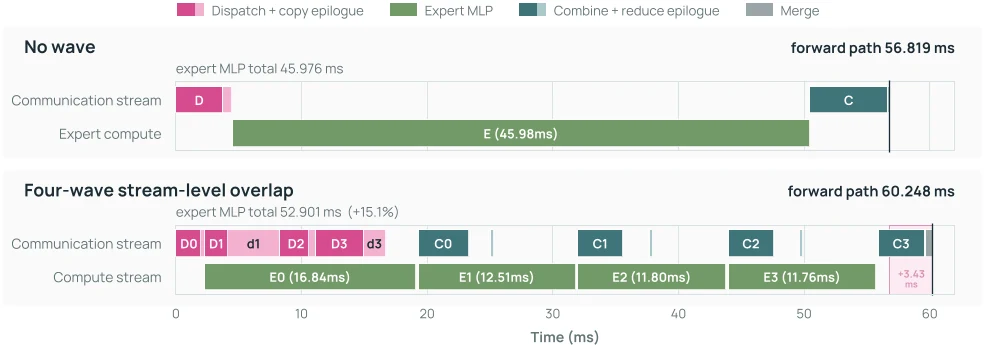 Dispatch + copy epilogue Expert MLP Combine + reduce epilogue Merge
No wave forward path 56.819 ms
expert MLP total 45.976 ms
Communication stream D C
Expert compute E (45.98ms)
Four-wave stream-level overlap forward path 60.248 ms
expert MLP total 52.901 ms (+15.1%)
Communication stream D0 D1 d1 D2 D3 d3 C0 C1 C2 C3
Compute stream E0 (16.84ms) E1 (12.51ms) E2 (11.80ms) E3 (11.76ms) +3.43
ms
0 10 20 30 40 50 60
Time (ms)